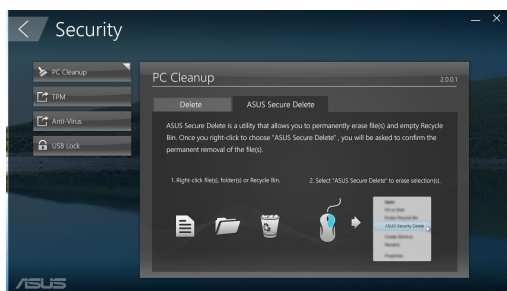 Security
PC Cleanup
TPM
Anti-Virus
USB Lock
PC Cleanup
2.0.0.1
Delete
ASUS Secure Delete
ASUS Secure Delete is a utility that allows you to permanently erase file(s) and empty Recycle
Bin. Once you right-click to choose "ASUS Secure Delete" , you will be asked to confirm the
permanent removal of the file(s).
1. Right-click file(s), folder(s) or Recycle Bin.
2. Select "ASUS Secure Delete" to erase selection(s).
ASUS Security Delete
ASUS